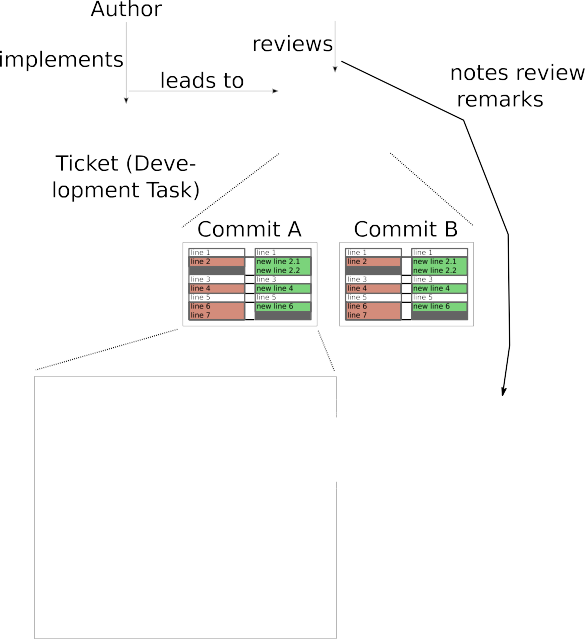 Author
implements
reviews
leads to
notes review
remarks
Ticket (Deve-
lopment Task)
Commit A
line 1
line 2
line 3
line 4
line 5
line 6
line 7
line 1
new line 2.1
new line 2.2
line 3
new line 4
line 5
new line 6
Commit B
line 1
line 2
line 3
line 4
line 5
line 6
line 7
line 1
new line 2.1
new line 2.2
line 3
new line 4
line 5
new line 6